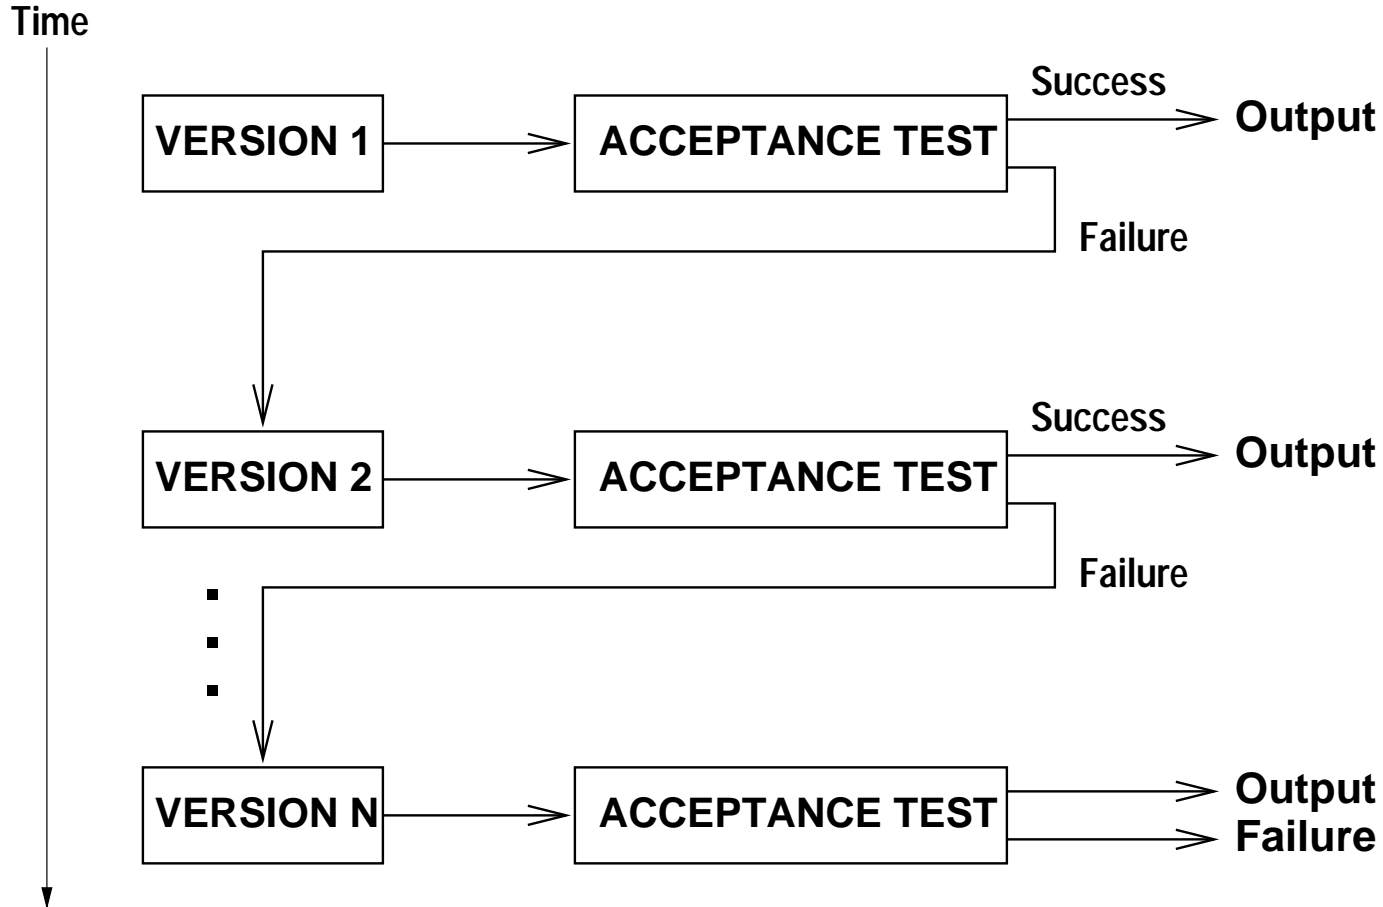 Time
Success
VERSION 1
ACCEPTANCE TEST
Output
Failure
Success
VERSION 2
ACCEPTANCE TEST
Output
Failure
VERSION N
ACCEPTANCE TEST
Output
Failure